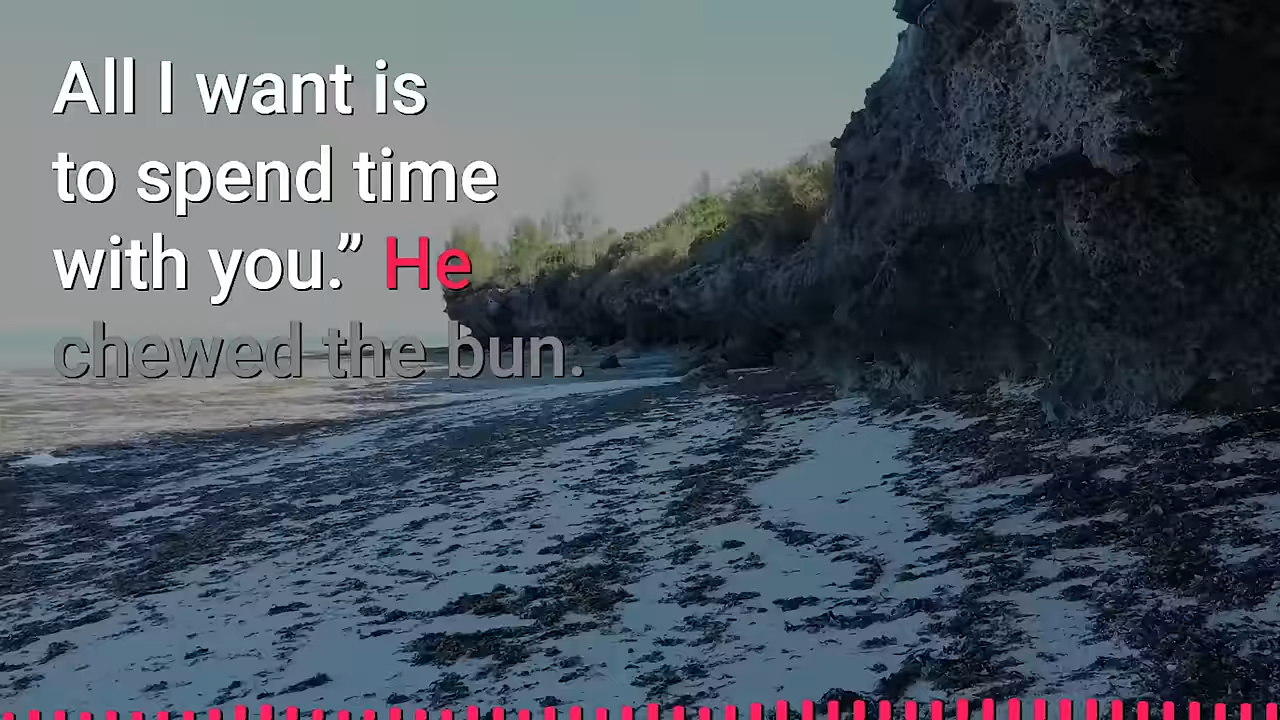 All I want is
to spend time
with you.” He
chewed the bun.